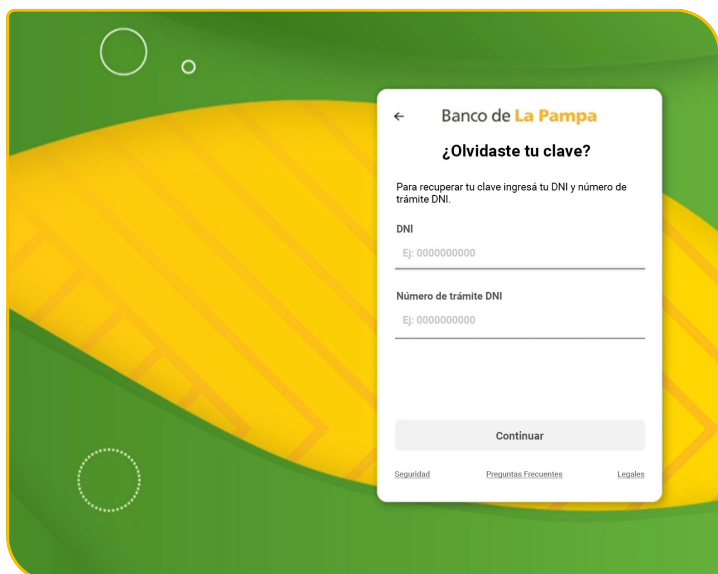 ←
Banco de La Pampa
¿Olvidaste tu clave?
Para recuperar tu clave ingresá tu DNI y número de
trámite DNI.
DNI
Ej: 0000000000
Número de trámite DNI
Ej: 0000000000
Continuar
Seguridad Preguntas Frecuentes Legales